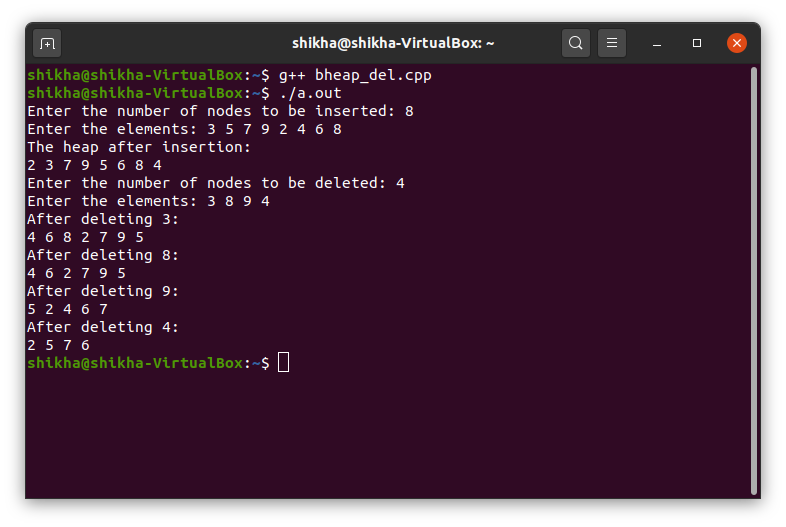 shikha@shikha-VirtualBox: ~
shikha@shikha-VirtualBox:~$ g++ bheap_del.cpp
shikha@shikha-VirtualBox:~$ ./a.out
Enter the number of nodes to be inserted: 8
Enter the elements: 3 5 7 9 2 4 6 8
The heap after insertion:
2 3 7 9 5 6 8 4
Enter the number of nodes to be deleted: 4
Enter the elements: 3 8 9 4
After deleting 3:
4 6 8 2 7 9 5
After deleting 8:
4 6 2 7 9 5
After deleting 9:
5 2 4 6 7
After deleting 4:
2 5 7 6
shikha@shikha-VirtualBox:~$